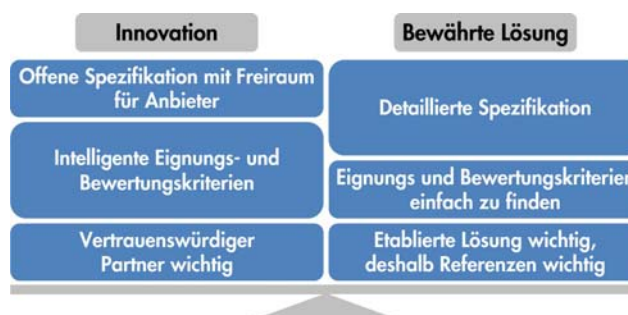 Innovation
Offene Spezifikation mit Freiraum
für Anbieter
Intelligente Eignungs- und
Bewertungskriterien
Vertrauenswürdiger
Partner wichtig
Bewährte Lösung
Detaillierte Spezifikation
Eignungs und Bewertungskriterien
einfach zu finden
Etablierte Lösung wichtig,
deshalb Referenzen wichtig